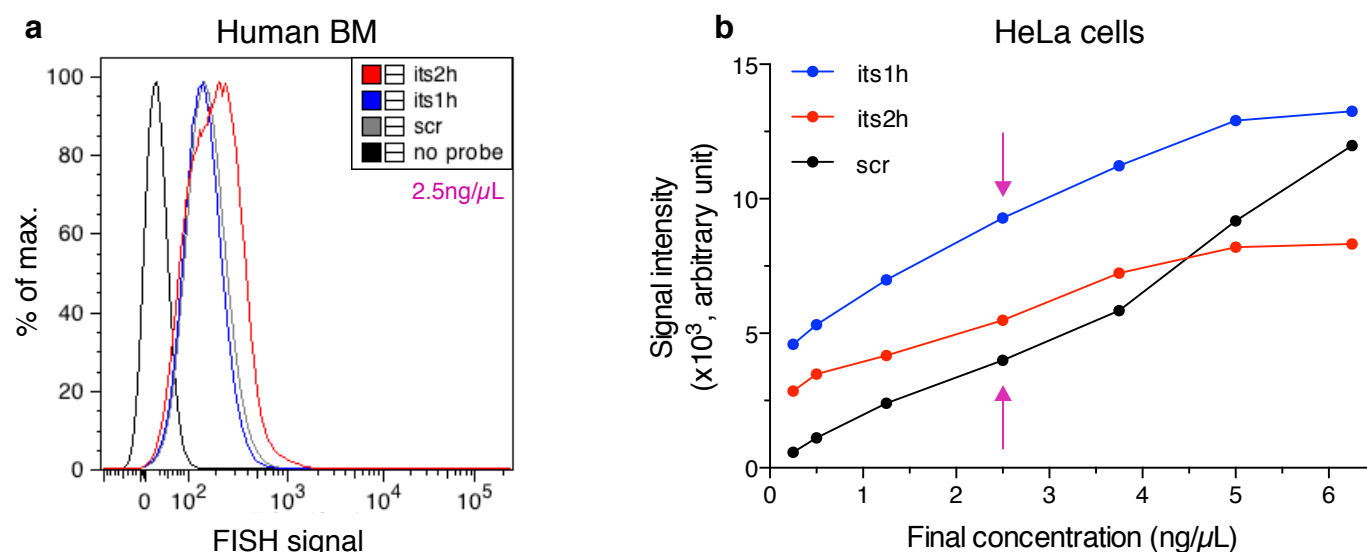 a
Human BM
100
80
60
40
20
0
% of max.
its2h
its1h
scr
no probe
2.5ng/µL
0 10² 10³ 10⁴ 10⁵
FISH signal
b
HeLa cells
15
10
5
0
Signal intensity
(x10³, arbitrary unit)
its1h
its2h
scr
0 1 2 3 4 5 6
Final concentration (ng/µL)